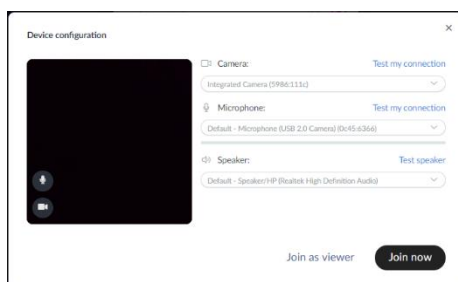 Device configuration
Camera:
Test my connection
Integrated Camera (5986:111c)
Microphone:
Test my connection
Default - Microphone (USB 2.0 Camera) (0c45:6366)
Speaker:
Test speaker
Default - Speaker/HP (Realtek High Definition Audio)
Join as viewer
Join now